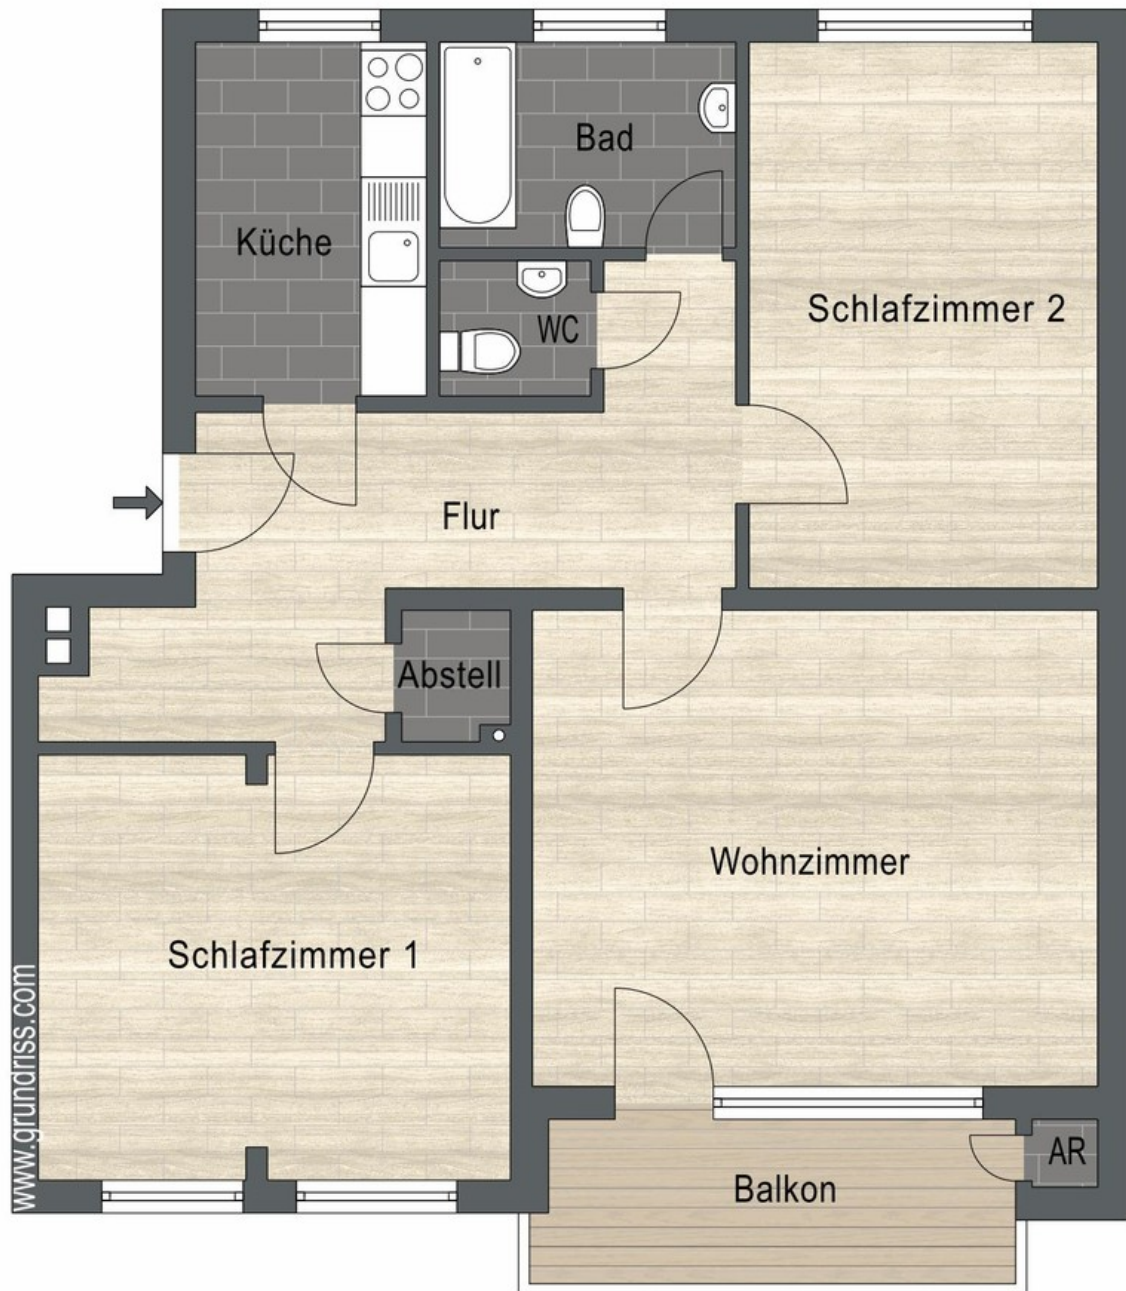 Bad
Küche
Schlafzimmer 2
WC
Flur
Abstell
Wohnzimmer
Schlafzimmer 1
www.grundriss.com
AR
Balkon